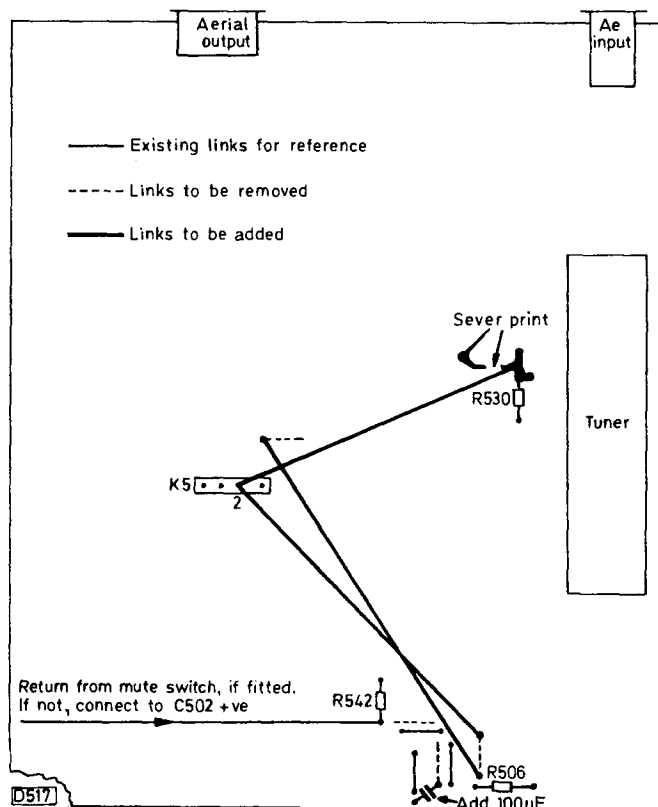 Aerial
output
Ae
input
Existing links for reference
Links to be removed
Links to be added
Sever print
R530
Tuner
K5
2
Return from mute switch, if fitted.
If not, connect to C502 +ve
R542
R506
D517
Add 100µF